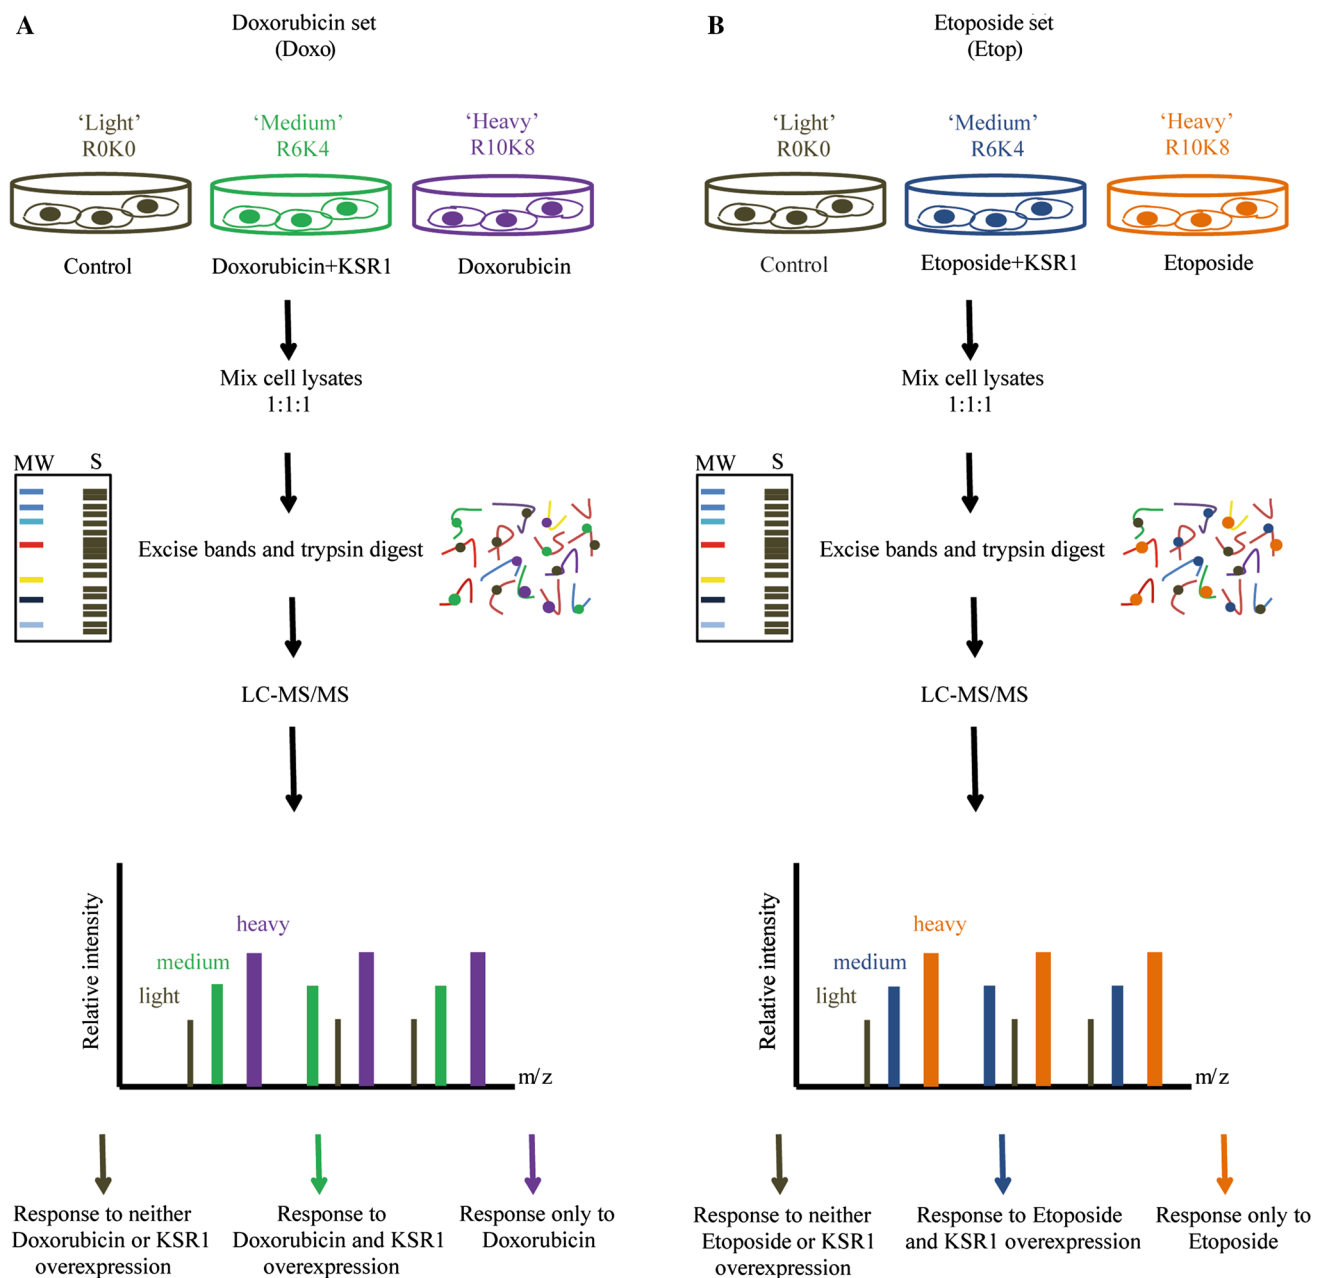 A
Doxorubicin set
(Doxo)
‘Light’
R0K0
‘Medium’
R6K4
‘Heavy’
R10K8
Control
Doxorubicin+KSR1
Doxorubicin
Mix cell lysates
1:1:1
MW
S
Excise bands and trypsin digest
LC-MS/MS
Relative intensity
light
medium
heavy
m/z
Response to neither
Doxorubicin or KSR1
overexpression
Response to
Doxorubicin and KSR1
overexpression
Response only to
Doxorubicin
B
Etoposide set
(Etop)
‘Light’
R0K0
‘Medium’
R6K4
‘Heavy’
R10K8
Control
Etoposide+KSR1
Etoposide
Mix cell lysates
1:1:1
MW
S
Excise bands and trypsin digest
LC-MS/MS
Relative intensity
light
medium
heavy
m/z
Response to neither
Etoposide or KSR1
overexpression
Response to Etoposide
and KSR1 overexpression
Response only to
Etoposide